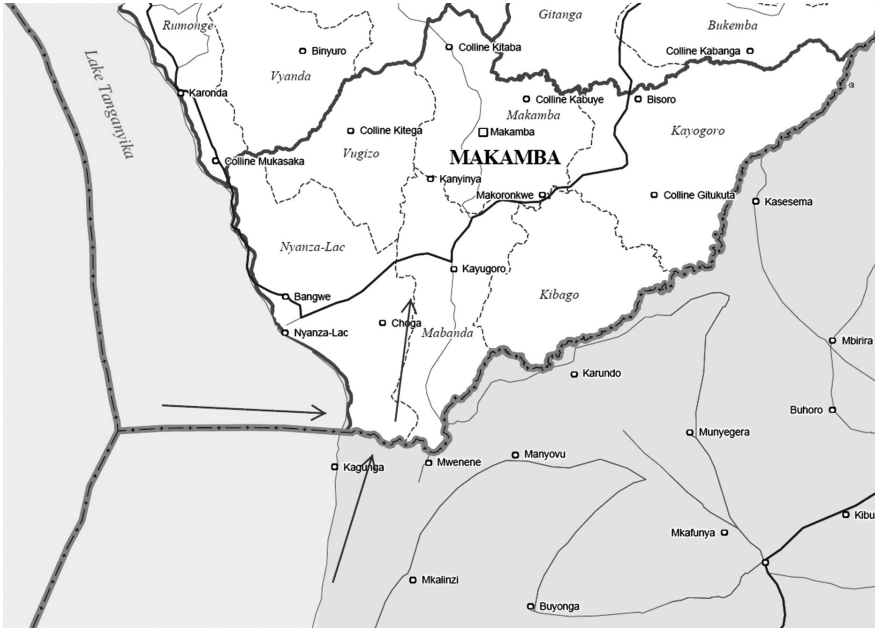 Rumonge
Gitanga
Bukemba
Binyuro
Colline Kitaba
Colline Kabanga
Vyanda
Lake Tanganyika
Karonda
Colline Kabuye
Bisoro
Makamba
Colline Kitega
Makamba
Kayogoro
Vugizo
MAKAMBA
Colline Mukasaka
Kanyinya
Makoronkwe
Colline Gitukuta
Kasesema
Nyanza-Lac
Kayugoro
Bangwe
Kibago
Choga
Nyanza-Lac
Mabanda
Mbirira
Karundo
Buhoro
Munyegera
Manyovu
Mwenene
Kagunga
Kibu
Mkafunya
Mkalinzi
Buyonga